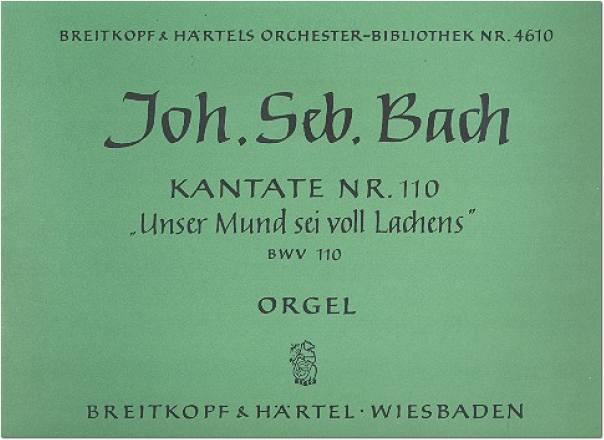 BREITKOPF & HÄRTELS ORCHESTER-BIBLIOTHEK NR. 4610
Joh. Seb. Bach
KANTATE NR. 110
„Unser Mund sei voll Lachens"
BWV 110
ORGEL
BREITKOPF & HÄRTEL · WIESBADEN